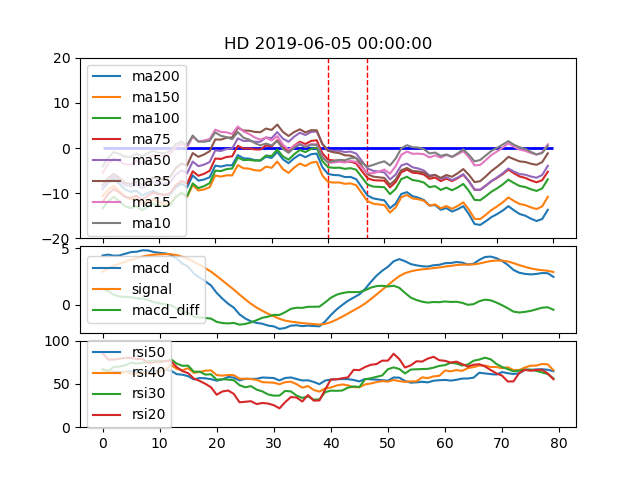 HD 2019-06-05 00:00:00
20
10
0
−10
−20
ma200
ma150
ma100
ma75
ma50
ma35
ma15
ma10
5
0
macd
signal
macd_diff
100
50
0
rsi50
rsi40
rsi30
rsi20
0 10 20 30 40 50 60 70 80